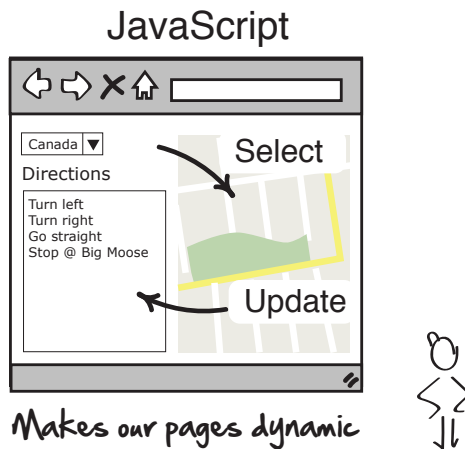 JavaScript
Canada
Select
Directions
Turn left
Turn right
Go straight
Stop @ Big Moose
Update
Makes our pages dynamic